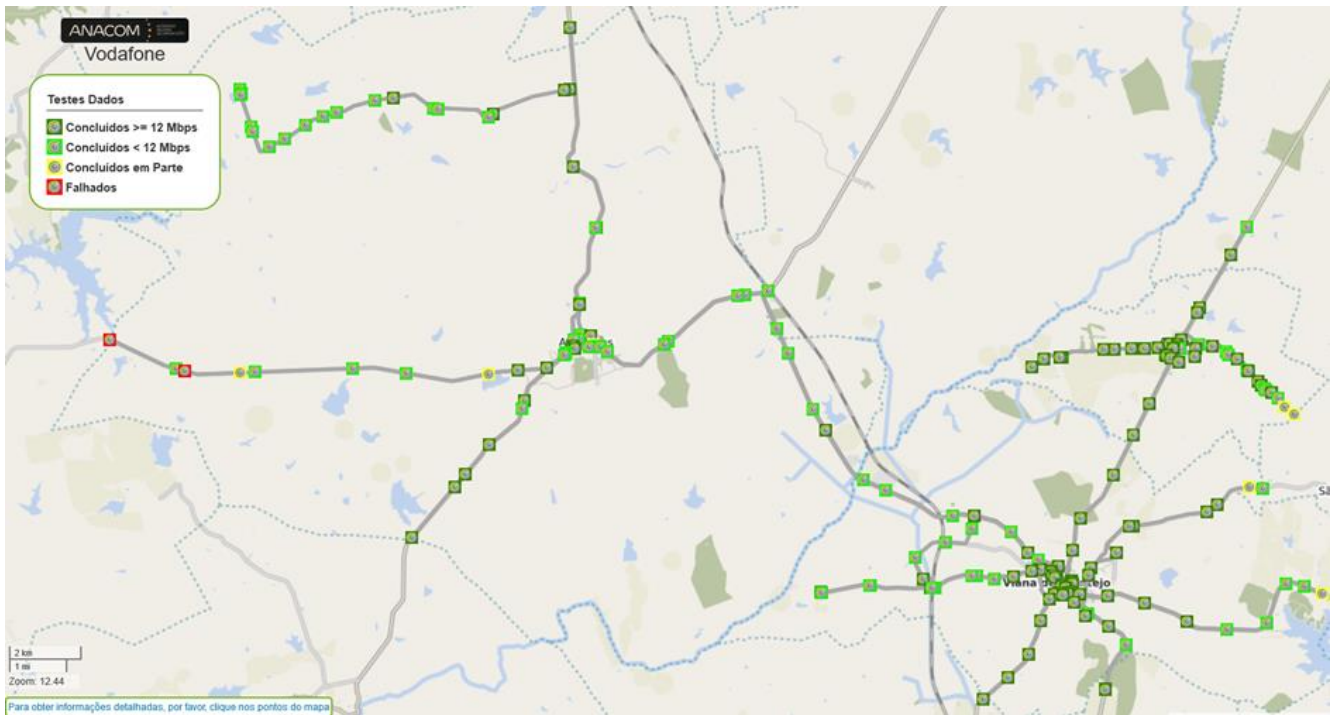 ANACOM
Vodafone
Testes Dados
Concluídos >= 12 Mbps
Concluídos < 12 Mbps
Concluídos em Parte
Falhados
Viana do
2 km
1 mi
Zoom: 12.44
Para obter informações detalhadas, por favor, clique nos pontos do mapa